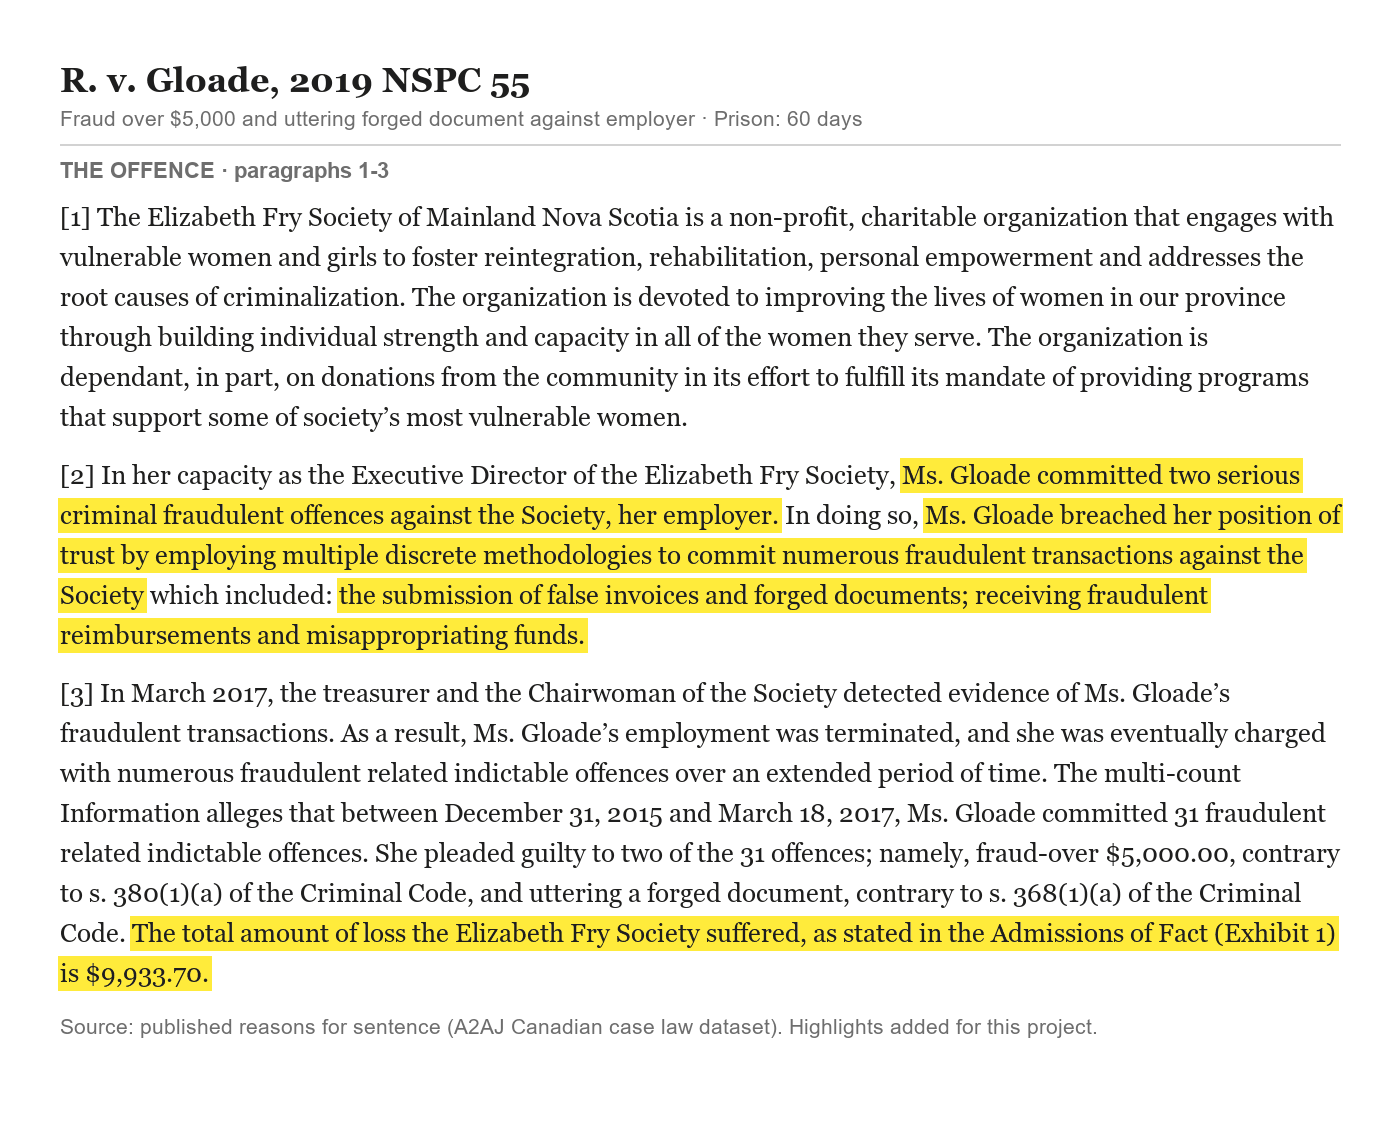 R. v. Gloade, 2019 NSPC 55
Fraud over $5,000 and uttering forged document against employer · Prison: 60 days
THE OFFENCE · paragraphs 1-3
[1] The Elizabeth Fry Society of Mainland Nova Scotia is a non-profit, charitable organization that engages with
vulnerable women and girls to foster reintegration, rehabilitation, personal empowerment and addresses the
root causes of criminalization. The organization is devoted to improving the lives of women in our province
through building individual strength and capacity in all of the women they serve. The organization is
dependant, in part, on donations from the community in its effort to fulfill its mandate of providing programs
that support some of society’s most vulnerable women.
[2] In her capacity as the Executive Director of the Elizabeth Fry Society, Ms. Gloade committed two serious
criminal fraudulent offences against the Society, her employer. In doing so, Ms. Gloade breached her position of
trust by employing multiple discrete methodologies to commit numerous fraudulent transactions against the
Society which included: the submission of false invoices and forged documents; receiving fraudulent
reimbursements and misappropriating funds.
[3] In March 2017, the treasurer and the Chairwoman of the Society detected evidence of Ms. Gloade’s
fraudulent transactions. As a result, Ms. Gloade’s employment was terminated, and she was eventually charged
with numerous fraudulent related indictable offences over an extended period of time. The multi-count
Information alleges that between December 31, 2015 and March 18, 2017, Ms. Gloade committed 31 fraudulent
related indictable offences. She pleaded guilty to two of the 31 offences; namely, fraud-over $5,000.00, contrary
to s. 380(1)(a) of the Criminal Code, and uttering a forged document, contrary to s. 368(1)(a) of the Criminal
Code. The total amount of loss the Elizabeth Fry Society suffered, as stated in the Admissions of Fact (Exhibit 1)
is $9,933.70.
Source: published reasons for sentence (A2AJ Canadian case law dataset). Highlights added for this project.